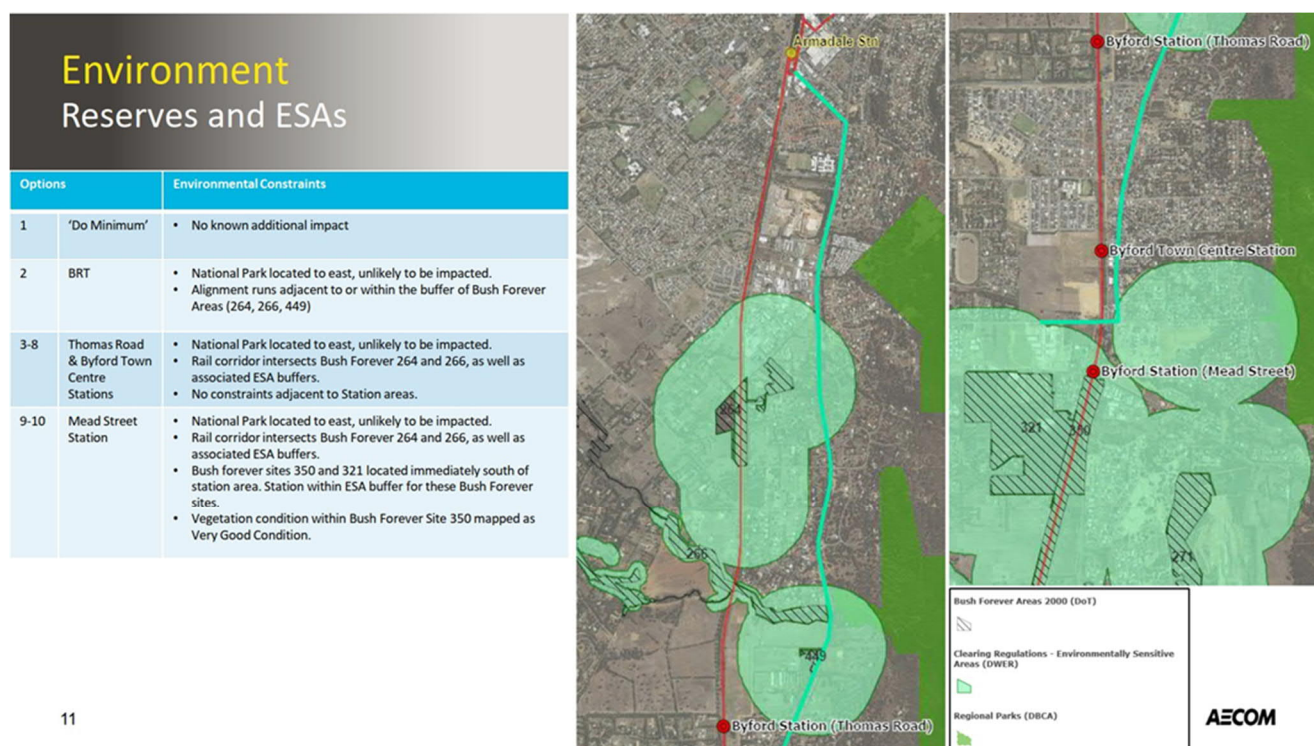 Environment
Reserves and ESAs
Options
Environmental Constraints
1
'Do Minimum'
• No known additional impact
2
BRT
• National Park located to east, unlikely to be impacted.
• Alignment runs adjacent to or within the buffer of Bush Forever
Areas (264, 266, 449)
3-8
Thomas Road
& Byford Town
Centre
Stations
• National Park located to east, unlikely to be impacted.
• Rail corridor intersects Bush Forever 264 and 266, as well as
associated ESA buffers.
• No constraints adjacent to Station areas.
9-10
Mead Street
Station
• National Park located to east, unlikely to be impacted.
• Rail corridor intersects Bush Forever 264 and 266, as well as
associated ESA buffers.
• Bush forever sites 350 and 321 located immediately south of
station area. Station within ESA buffer for these Bush Forever
sites.
• Vegetation condition within Bush Forever Site 350 mapped as
Very Good Condition.
11
Armadale Stn
264
266
449
Byford Station (Thomas Road)
Byford Station (Thomas Road)
Byford Town Centre Station
Byford Station (Mead Street)
321
350
271
Bush Forever Areas 2000 (DoT)
Clearing Regulations - Environmentally Sensitive
Areas (DWER)
Regional Parks (DBCA)
AECOM